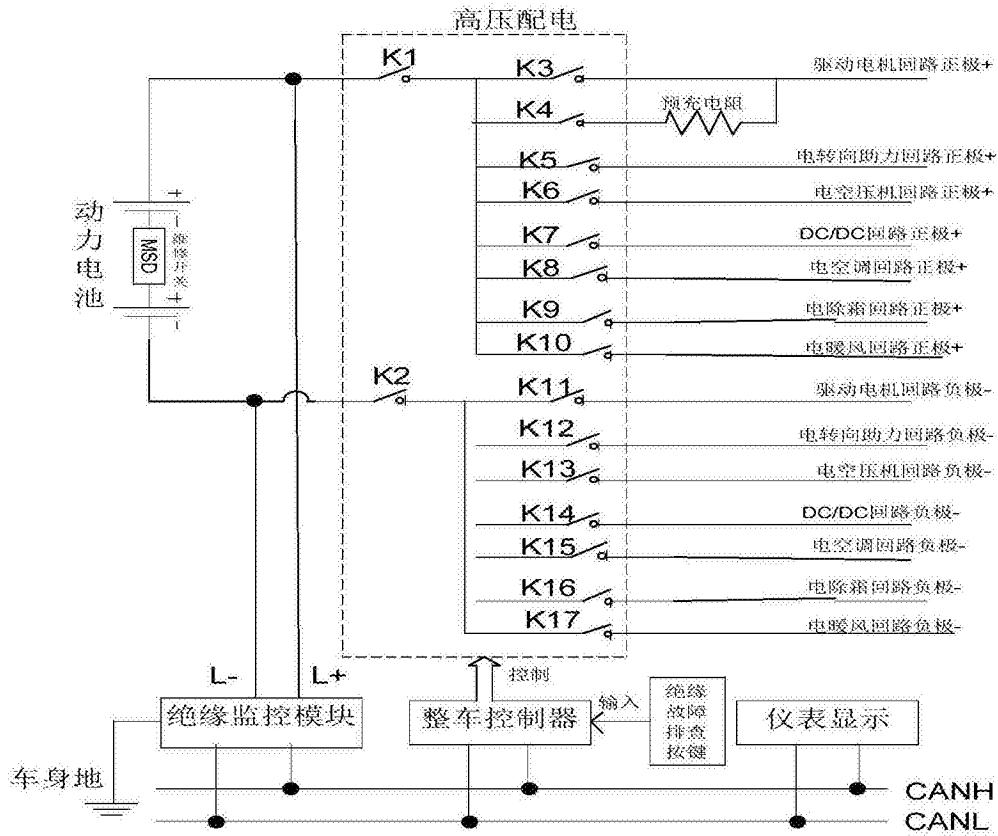 高压配电
K1
K3
驱动电机回路正极+
K4
预充电阻
K5
电转向助力回路正极+
K6
电空压机回路正极+
K7
DC/DC回路正极+
K8
电空调回路正极+
K9
电除霜回路正极+
K10
电暖风回路正极+
动力电池
+
-
MSD
维修开关
+
-
K2
K11
驱动电机回路负极-
K12
电转向助力回路负极-
K13
电空压机回路负极-
K14
DC/DC回路负极-
K15
电空调回路负极-
K16
电除霜回路负极-
K17
电暖风回路负极-
L-
L+
控制
绝缘监控模块
整车控制器
输入
绝缘
故障
排查
按键
仪表显示
车身地
CANH
CANL